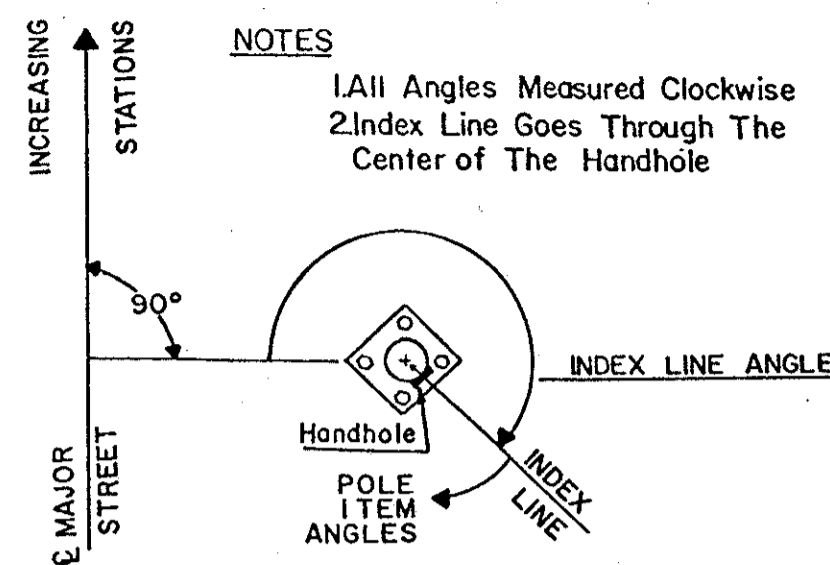 NOTES
1.All Angles Measured Clockwise
2.Index Line Goes Through The
Center of The Handhole
INCREASING
STATIONS
90°
INDEX LINE ANGLE
Handhole
POLE
ITEM
ANGLES
INDEX
LINE
℄ MAJOR
STREET